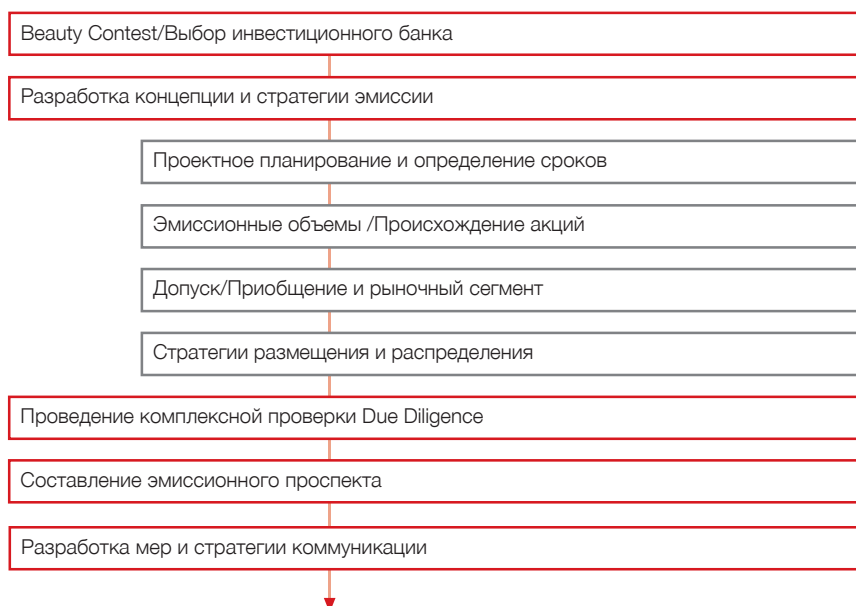 Beauty Contest/Выбор инвестиционного банка
Разработка концепции и стратегии эмиссии
Проектное планирование и определение сроков
Эмиссионные объемы /Происхождение акций
Допуск/Приобщение и рыночный сегмент
Стратегии размещения и распределения
Проведение комплексной проверки Due Diligence
Составление эмиссионного проспекта
Разработка мер и стратегии коммуникации